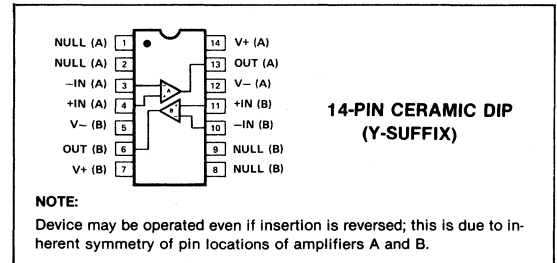 NULL (A) 1 14 V+ (A)
NULL (A) 2 13 OUT (A)
−IN (A) 3 12 V− (A)
+IN (A) 4 11 +IN (B)
V− (B) 5 10 −IN (B)
OUT (B) 6 9 NULL (B)
V+ (B) 7 8 NULL (B)
A
B
14-PIN CERAMIC DIP
(Y-SUFFIX)
NOTE:
Device may be operated even if insertion is reversed; this is due to in-
herent symmetry of pin locations of amplifiers A and B.